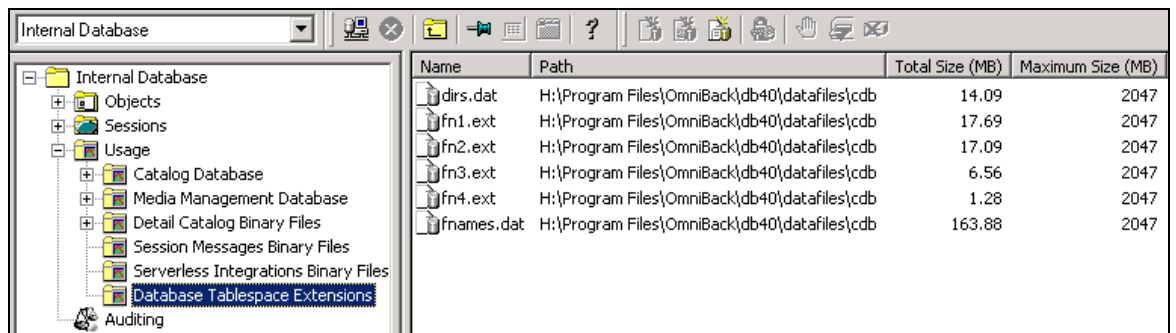 Internal Database
?
Internal Database
Objects
Sessions
Usage
Catalog Database
Media Management Database
Detail Catalog Binary Files
Session Messages Binary Files
Serverless Integrations Binary Files
Database Tablespace Extensions
Auditing
Name Path Total Size (MB) Maximum Size (MB)
dirs.dat H:\Program Files\OmniBack\db40\datafiles\cdb 14.09 2047
fn1.ext H:\Program Files\OmniBack\db40\datafiles\cdb 17.69 2047
fn2.ext H:\Program Files\OmniBack\db40\datafiles\cdb 17.09 2047
fn3.ext H:\Program Files\OmniBack\db40\datafiles\cdb 6.56 2047
fn4.ext H:\Program Files\OmniBack\db40\datafiles\cdb 1.28 2047
fnames.dat H:\Program Files\OmniBack\db40\datafiles\cdb 163.88 2047